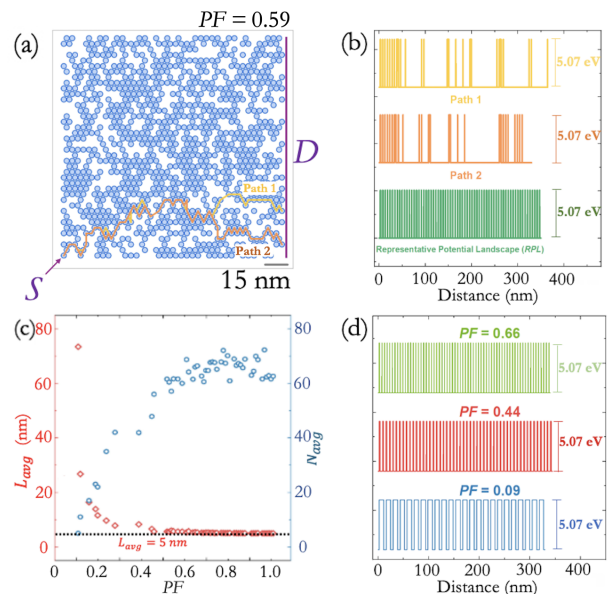 PF = 0.59
(a)
Path 1
D
Path 2
S
15 nm
(b)
5.07 eV
Path 1
5.07 eV
Path 2
5.07 eV
Representative Potential Landscape (RPL)
0 100 200 300 400
Distance (nm)
(c)
80
60
40
20
0
L_avg (nm)
80
60
40
20
0
N_avg
L_avg = 5 nm
0 0.2 0.4 0.6 0.8 1.0
PF
(d)
PF = 0.66
5.07 eV
PF = 0.44
5.07 eV
PF = 0.09
5.07 eV
0 100 200 300 400
Distance (nm)